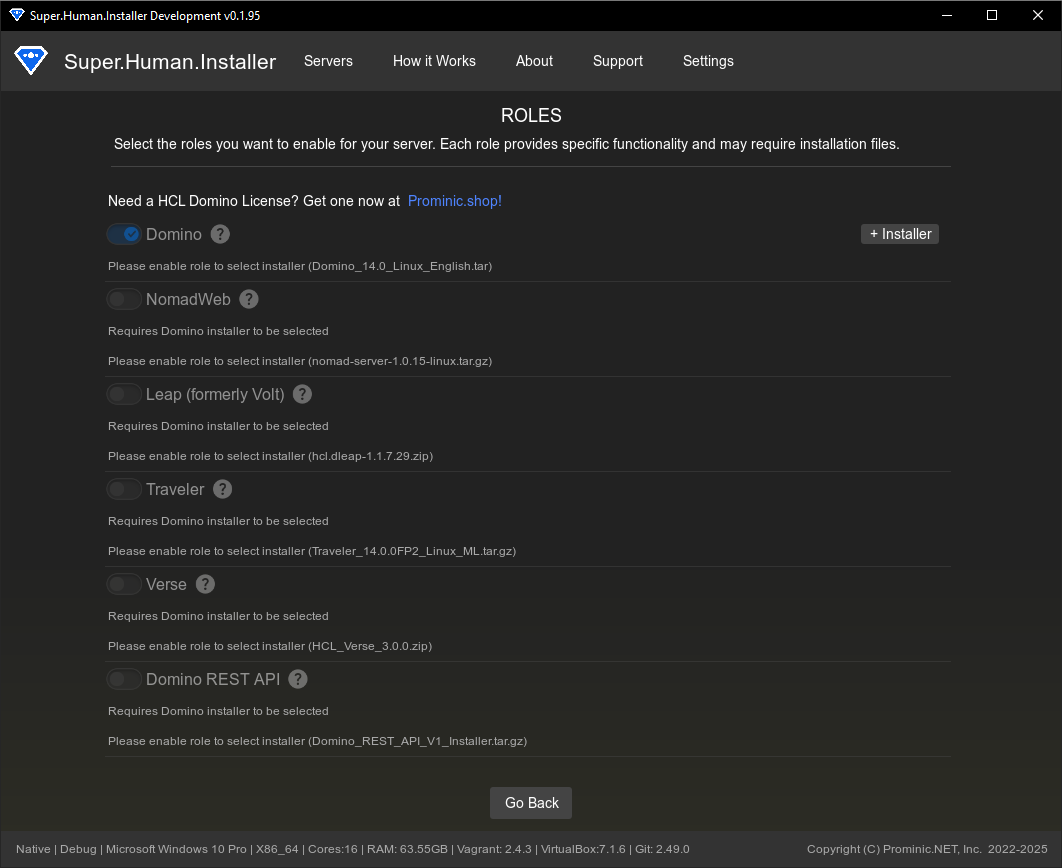 Super.Human.Installer Development v0.1.95
Super.Human.Installer Servers How it Works About Support Settings
ROLES
Select the roles you want to enable for your server. Each role provides specific functionality and may require installation files.
Need a HCL Domino License? Get one now at Prominic.shop!
Domino ? + Installer
Please enable role to select installer (Domino_14.0_Linux_English.tar)
NomadWeb ?
Requires Domino installer to be selected
Please enable role to select installer (nomad-server-1.0.15-linux.tar.gz)
Leap (formerly Volt) ?
Requires Domino installer to be selected
Please enable role to select installer (hcl.dleap-1.1.7.29.zip)
Traveler ?
Requires Domino installer to be selected
Please enable role to select installer (Traveler_14.0.0FP2_Linux_ML.tar.gz)
Verse ?
Requires Domino installer to be selected
Please enable role to select installer (HCL_Verse_3.0.0.zip)
Domino REST API ?
Requires Domino installer to be selected
Please enable role to select installer (Domino_REST_API_V1_Installer.tar.gz)
Go Back
Native | Debug | Microsoft Windows 10 Pro | X86_64 | Cores:16 | RAM: 63.55GB | Vagrant: 2.4.3 | VirtualBox:7.1.6 | Git: 2.49.0 Copyright (C) Prominic.NET, Inc. 2022-2025